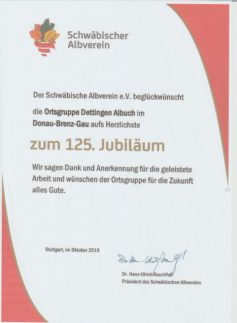 Schwäbischer
Albverein
Der Schwäbische Albverein e.V. beglückwünscht
die Ortsgruppe Dettingen Albuch im
Donau-Brenz-Gau aufs Herzlichste
zum 125. Jubiläum
Wir sagen Dank und Anerkennung für die geleistete
Arbeit und wünschen der Ortsgruppe für die Zukunft
alles Gute.
Stuttgart, im Oktober 2019
Dr. Hans-Ulrich Rauchfuß
Präsident des Schwäbischen Albvereins